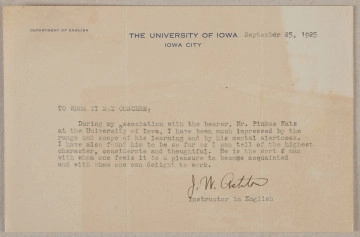 DEPARTMENT OF ENGLISH
THE UNIVERSITY OF IOWA September 25, 1925
IOWA CITY
TO WHOM IT MAY CONCERN,
During my association with the bearer, Mr. Pinkus Katz
at the University of Iowa, I have been much impressed by the
range and scope of his learning and by his mental alertness.
I have also found him to be so far as I can tell of the highest
character, considerate and thoughtful. He is the sort of man
with whom one feels it is a pleasure to become acquainted
and with whom one can delight to work.
J. W. Ashton
Instructor in English